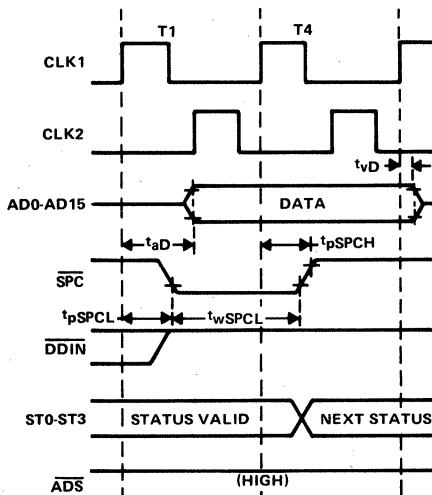 T1 T4
CLK1
CLK2
tvD
AD0-AD15 DATA
taD tpSPCH
SPC
tpSPCL twSPCL
DDIN
ST0-ST3 STATUS VALID NEXT STATUS
ADS (HIGH)